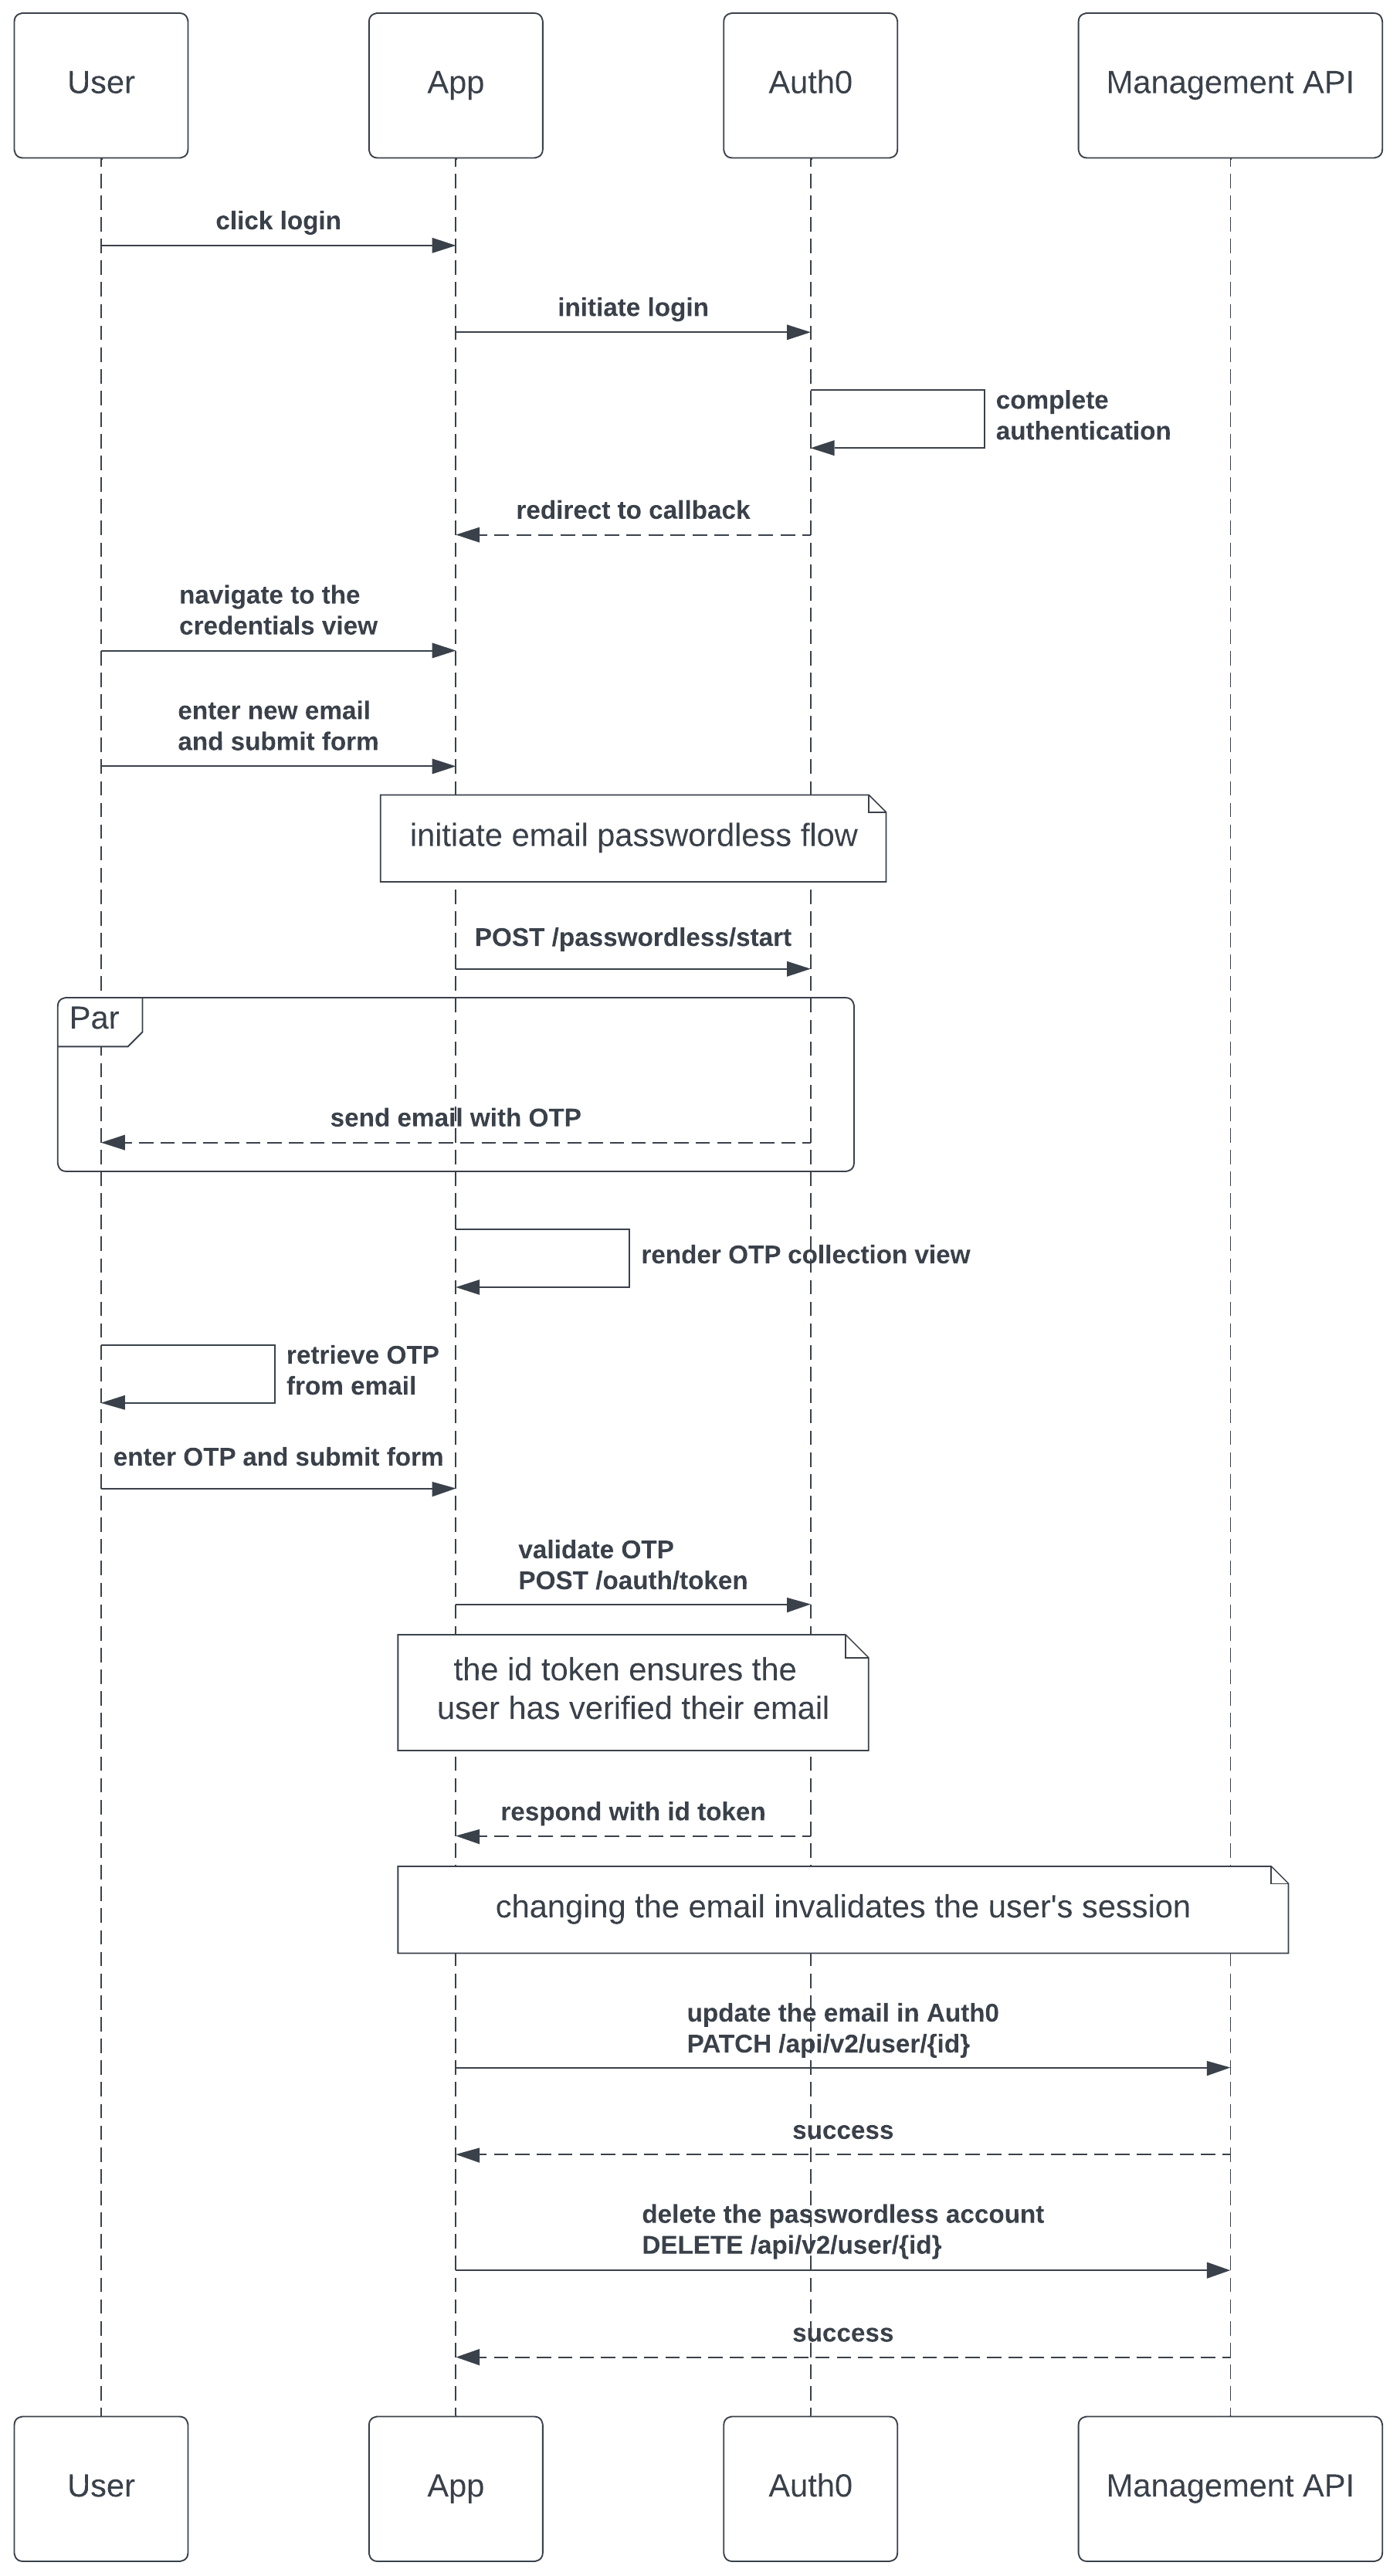 User
App
Auth0
Management API
click login
initiate login
complete
authentication
redirect to callback
navigate to the
credentials view
enter new email
and submit form
initiate email passwordless flow
POST /passwordless/start
Par
send email with OTP
render OTP collection view
retrieve OTP
from email
enter OTP and submit form
validate OTP
POST /oauth/token
the id token ensures the
user has verified their email
respond with id token
changing the email invalidates the user's session
update the email in Auth0
PATCH /api/v2/user/{id}
success
delete the passwordless account
DELETE /api/v2/user/{id}
success
User
App
Auth0
Management API